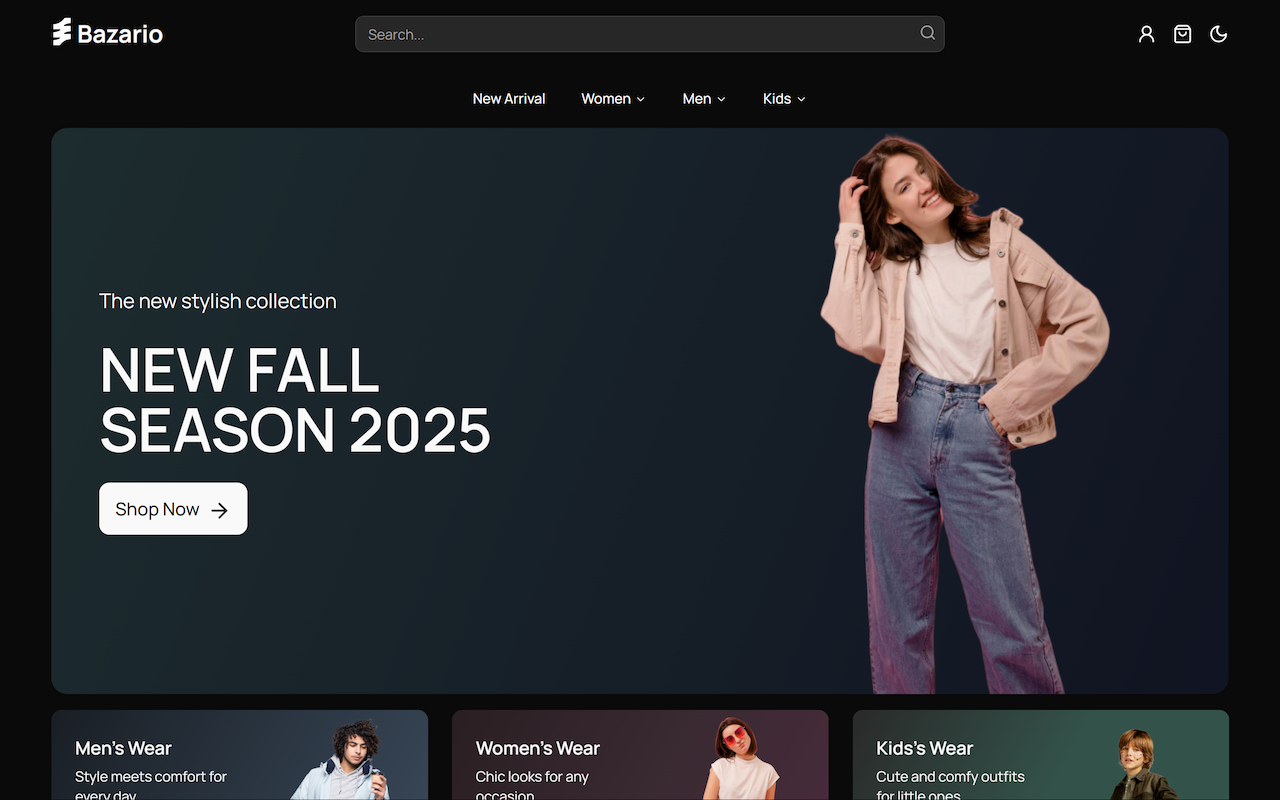 Bazario
Search...
New Arrival
Women
Men
Kids
The new stylish collection
NEW FALL
SEASON 2025
Shop Now
Men's Wear
Style meets comfort for
every day
Women's Wear
Chic looks for any
occasion
Kids's Wear
Cute and comfy outfits
for little ones